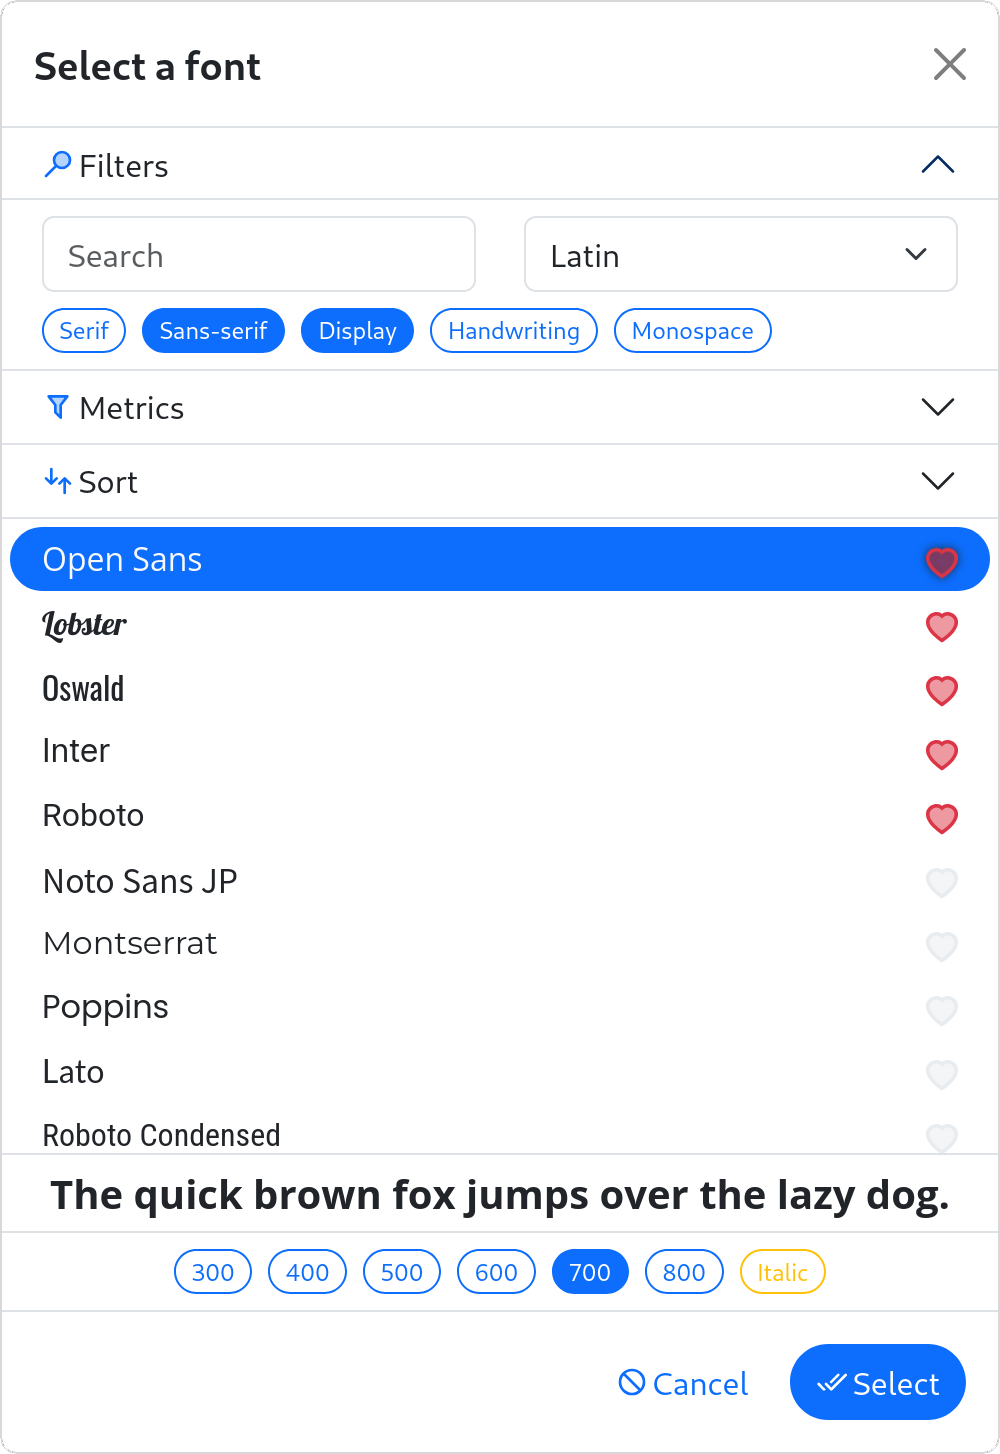 Select a font
Filters
Search
Latin
Serif Sans-serif Display Handwriting Monospace
Metrics
Sort
Open Sans
Lobster
Oswald
Inter
Roboto
Noto Sans JP
Montserrat
Poppins
Lato
Roboto Condensed
The quick brown fox jumps over the lazy dog.
300 400 500 600 700 800 Italic
Cancel Select